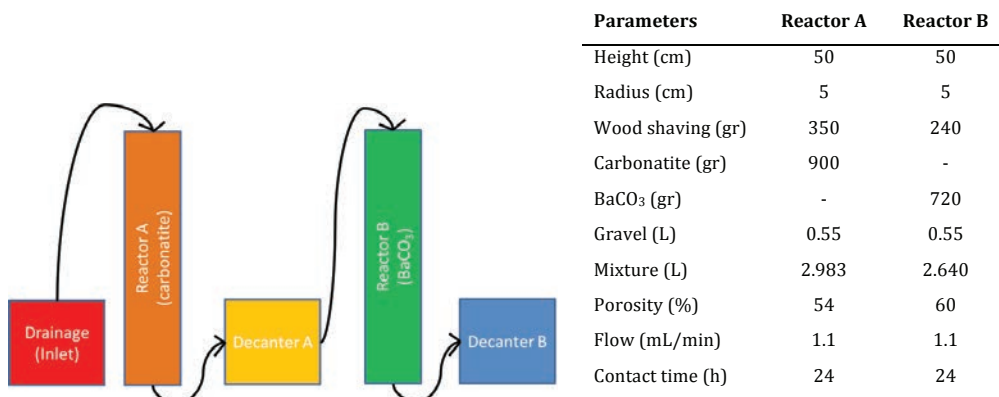 Drainage
(Inlet)
Reactor A
(carbonatite)
Decanter A
Reactor B
(BaCO₃)
Decanter B
Parameters Reactor A Reactor B
Height (cm) 50 50
Radius (cm) 5 5
Wood shaving (gr) 350 240
Carbonatite (gr) 900 -
BaCO₃ (gr) - 720
Gravel (L) 0.55 0.55
Mixture (L) 2.983 2.640
Porosity (%) 54 60
Flow (mL/min) 1.1 1.1
Contact time (h) 24 24